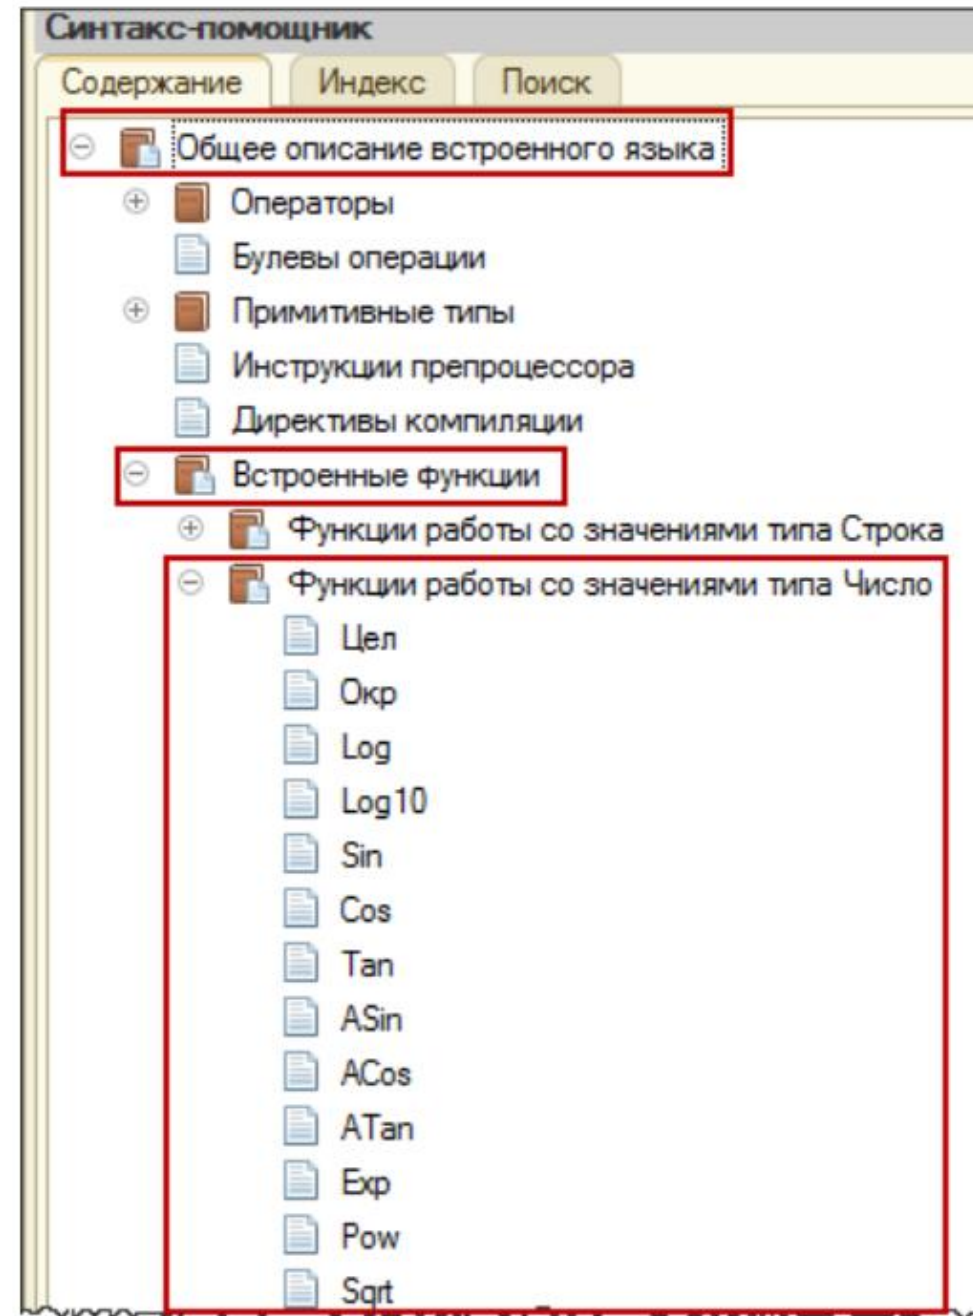 Синтакс-помощник
Содержание Индекс Поиск
Общее описание встроенного языка
Операторы
Булевы операции
Примитивные типы
Инструкции препроцессора
Директивы компиляции
Встроенные функции
Функции работы со значениями типа Строка
Функции работы со значениями типа Число
Цел
Окр
Log
Log10
Sin
Cos
Tan
ASin
ACos
ATan
Exp
Pow
Sqrt